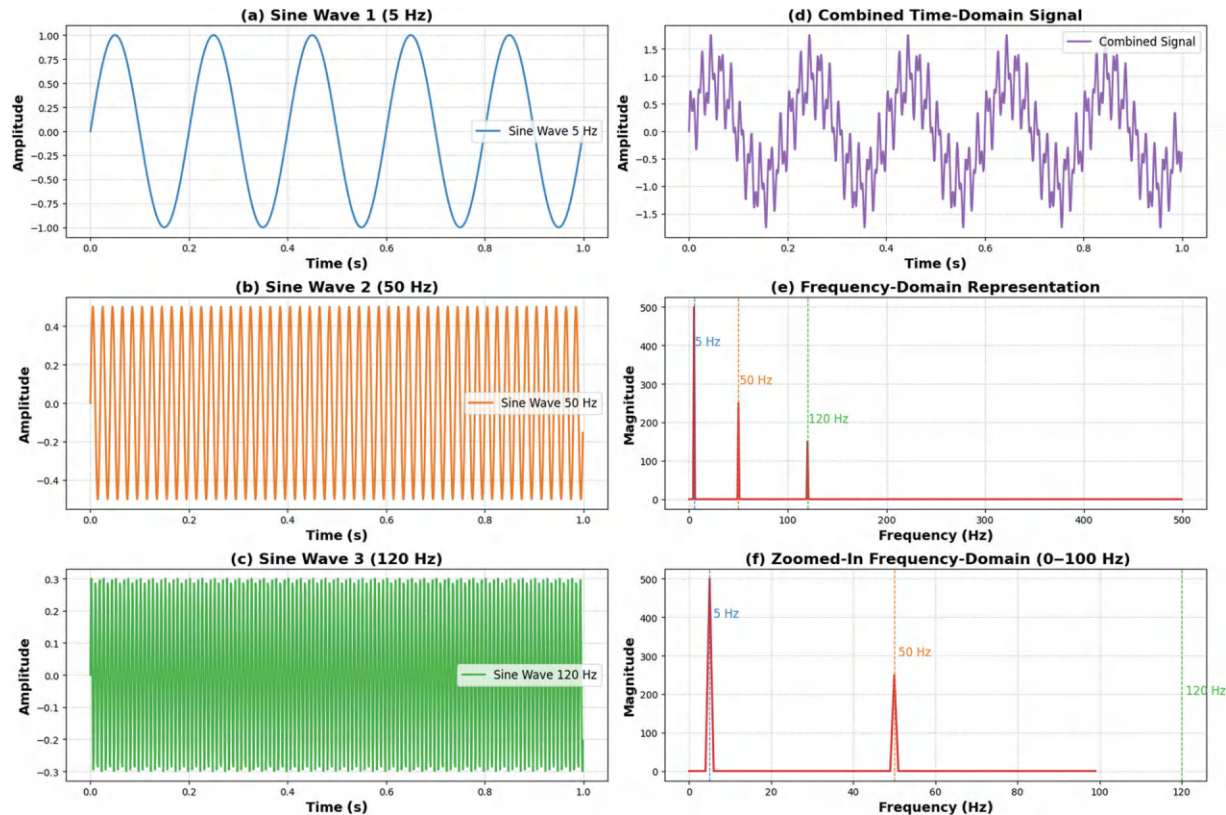 (a) Sine Wave 1 (5 Hz)
1.00
0.75
0.50
0.25
0.00
−0.25
−0.50
−0.75
−1.00
Amplitude
Sine Wave 5 Hz
0.0 0.2 0.4 0.6 0.8 1.0
Time (s)
(b) Sine Wave 2 (50 Hz)
0.4
0.2
0.0
−0.2
−0.4
Amplitude
Sine Wave 50 Hz
0.0 0.2 0.4 0.6 0.8 1.0
Time (s)
(c) Sine Wave 3 (120 Hz)
0.3
0.2
0.1
0.0
−0.1
−0.2
−0.3
Amplitude
Sine Wave 120 Hz
0.0 0.2 0.4 0.6 0.8 1.0
Time (s)
(d) Combined Time-Domain Signal
1.5
1.0
0.5
0.0
−0.5
−1.0
−1.5
Amplitude
Combined Signal
0.0 0.2 0.4 0.6 0.8 1.0
Time (s)
(e) Frequency-Domain Representation
500
400
300
200
100
0
Magnitude
5 Hz
50 Hz
120 Hz
0 100 200 300 400 500
Frequency (Hz)
(f) Zoomed-In Frequency-Domain (0−100 Hz)
500
400
300
200
100
0
Magnitude
5 Hz
50 Hz
120 Hz
0 20 40 60 80 100 120
Frequency (Hz)